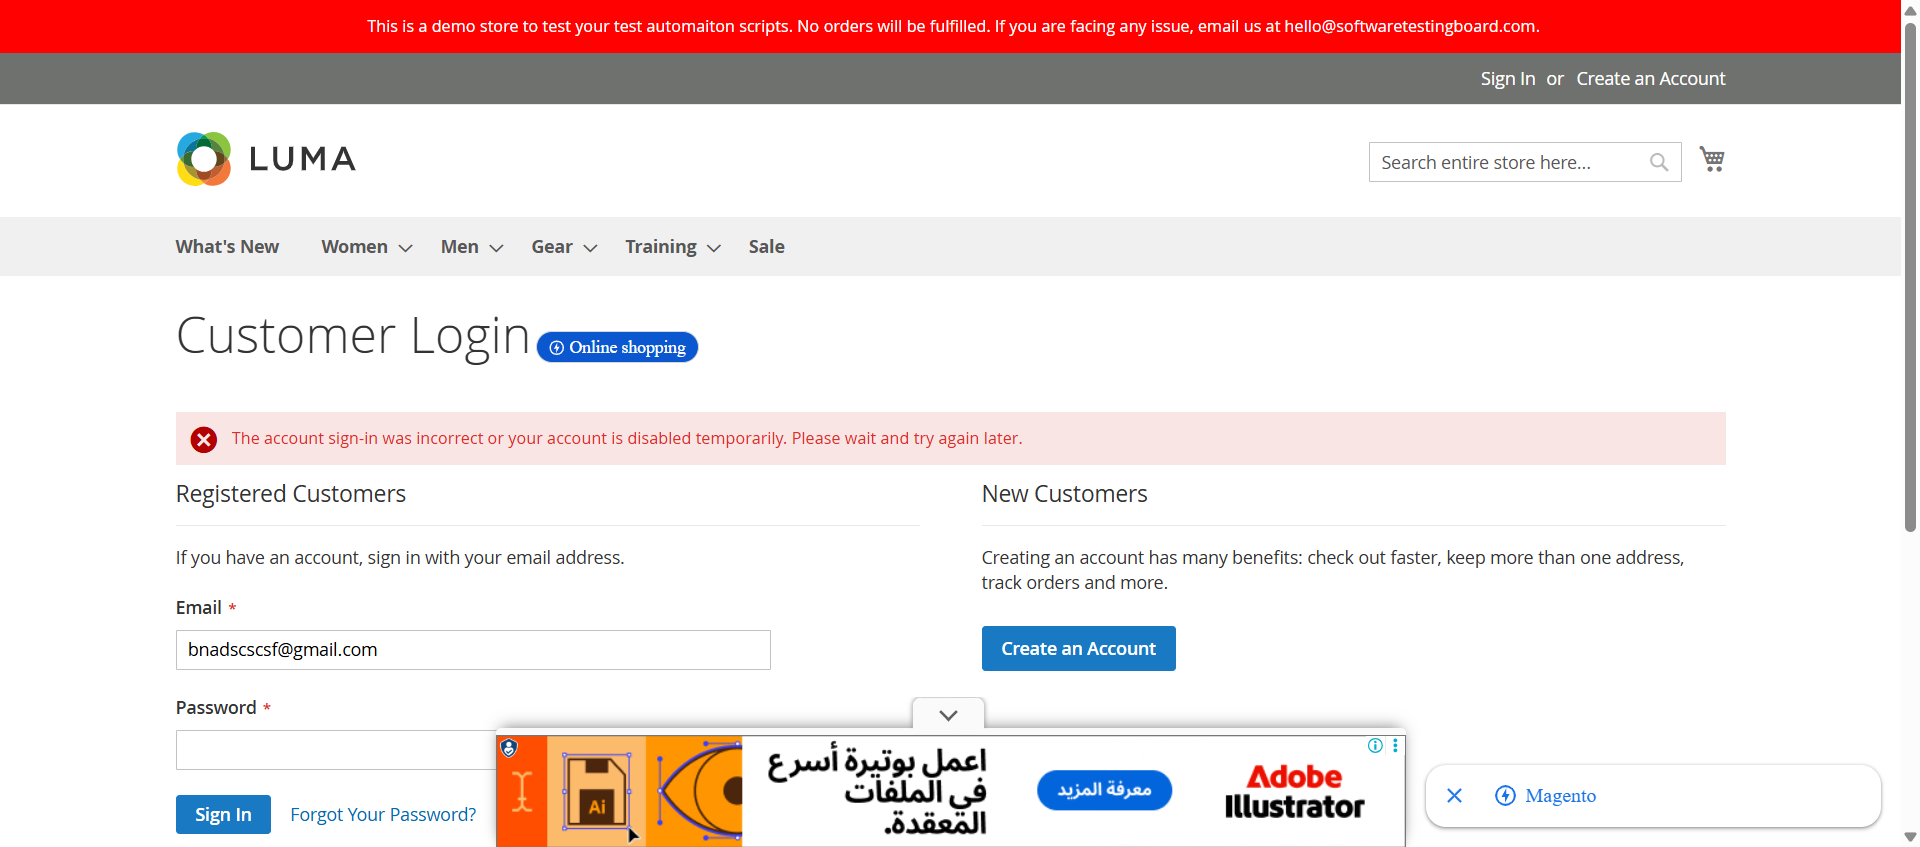 This is a demo store to test your test automaiton scripts. No orders will be fulfilled. If you are facing any issue, email us at hello@softwaretestingboard.com.
Sign In or Create an Account
LUMA
Search entire store here...
What's New Women Men Gear Training Sale
Customer Login
Online shopping
The account sign-in was incorrect or your account is disabled temporarily. Please wait and try again later.
Registered Customers
If you have an account, sign in with your email address.
Email *
bnadscscsf@gmail.com
Password *
Sign In Forgot Your Password?
New Customers
Creating an account has many benefits: check out faster, keep more than one address,
track orders and more.
Create an Account
Ai
اعمل بوتيرة أسرع
في الملفات
المعقدة.
معرفة المزيد
Adobe
Illustrator
Magento